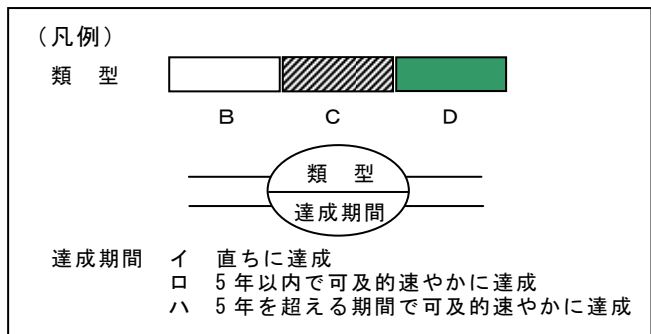 （凡例）
類　型
Ｂ　Ｃ　Ｄ
類　型
達成期間
達成期間　イ　直ちに達成
ロ　５年以内で可及的速やかに達成
ハ　５年を超える期間で可及的速やかに達成